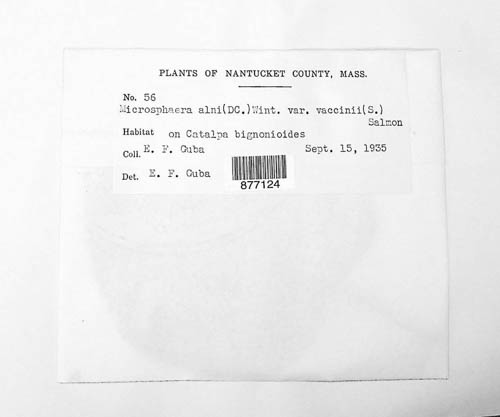 PLANTS OF NANTUCKET COUNTY, MASS.
No. 56
Microsphaera alni(DC.)Wint. var. vaccinii(S.)
Salmon
Habitat on Catalpa bignonioides
Coll. E. F. Guba Sept. 15, 1935
Det. E. F. Guba
877124